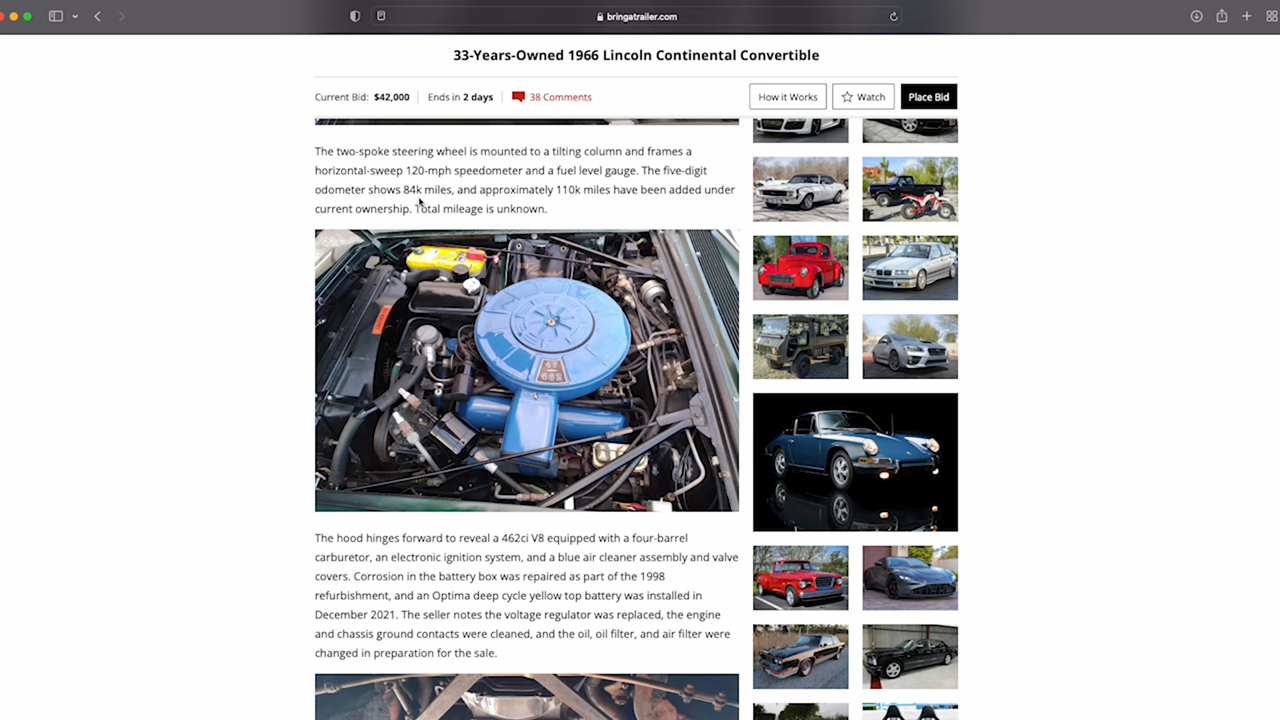 bringatrailer.com
33-Years-Owned 1966 Lincoln Continental Convertible
Current Bid: $42,000 Ends in 2 days 38 Comments How it Works Watch Place Bid
The two-spoke steering wheel is mounted to a tilting column and frames a
horizontal-sweep 120-mph speedometer and a fuel level gauge. The five-digit
odometer shows 84k miles, and approximately 110k miles have been added under
current ownership. Total mileage is unknown.
The hood hinges forward to reveal a 462ci V8 equipped with a four-barrel
carburetor, an electronic ignition system, and a blue air cleaner assembly and valve
covers. Corrosion in the battery box was repaired as part of the 1998
refurbishment, and an Optima deep cycle yellow top battery was installed in
December 2021. The seller notes the voltage regulator was replaced, the engine
and chassis ground contacts were cleaned, and the oil, oil filter, and air filter were
changed in preparation for the sale.